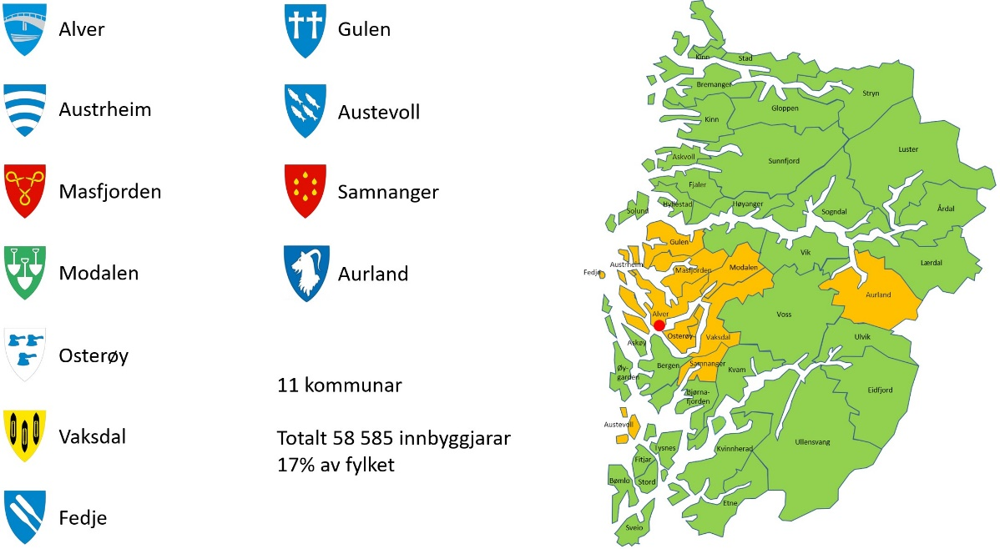 Alver
Austrheim
Masfjorden
Modalen
Osterøy
Vaksdal
Fedje
Gulen
Austevoll
Samnanger
Aurland
11 kommunar
Totalt 58 585 innbyggjarar
17% av fylket
Kinn
Stad
Bremanger
Stryn
Gloppen
Kinn
Luster
Askvoll
Sunnfjord
Fjaler
Hyllestad
Høyanger
Solund
Sogndal
Årdal
Gulen
Vik
Lærdal
Austrheim
Fedje
Masfjorden
Modalen
Aurland
Alver
Voss
Osterøy
Vaksdal
Ulvik
Askøy
Bergen
Samnanger
Kvam
Øy-
garden
Bjørna-
fjorden
Eidfjord
Austevoll
Ullensvang
Tysnes
Kvinnherad
Fitjar
Bømlo
Stord
Etne
Sveio